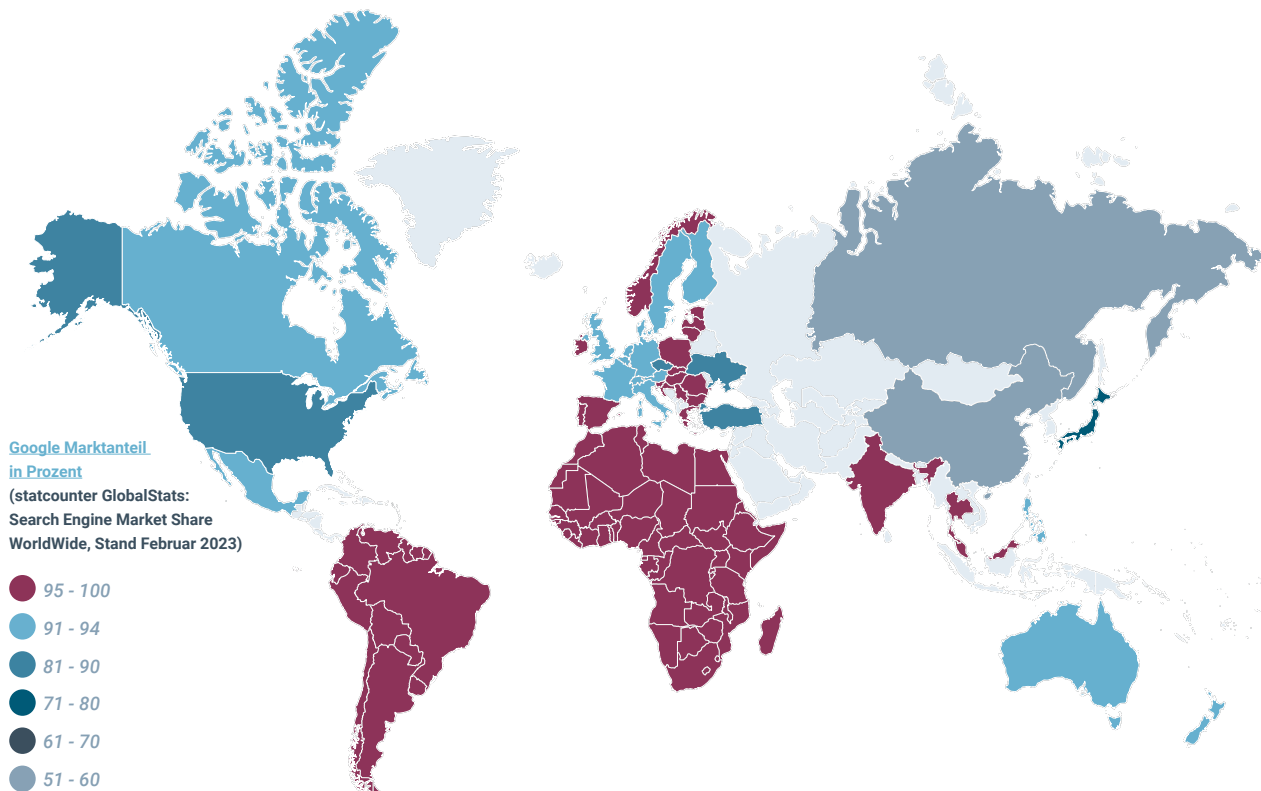 Google Marktanteil
in Prozent
(statcounter GlobalStats:
Search Engine Market Share
WorldWide, Stand Februar 2023)
95 - 100
91 - 94
81 - 90
71 - 80
61 - 70
51 - 60